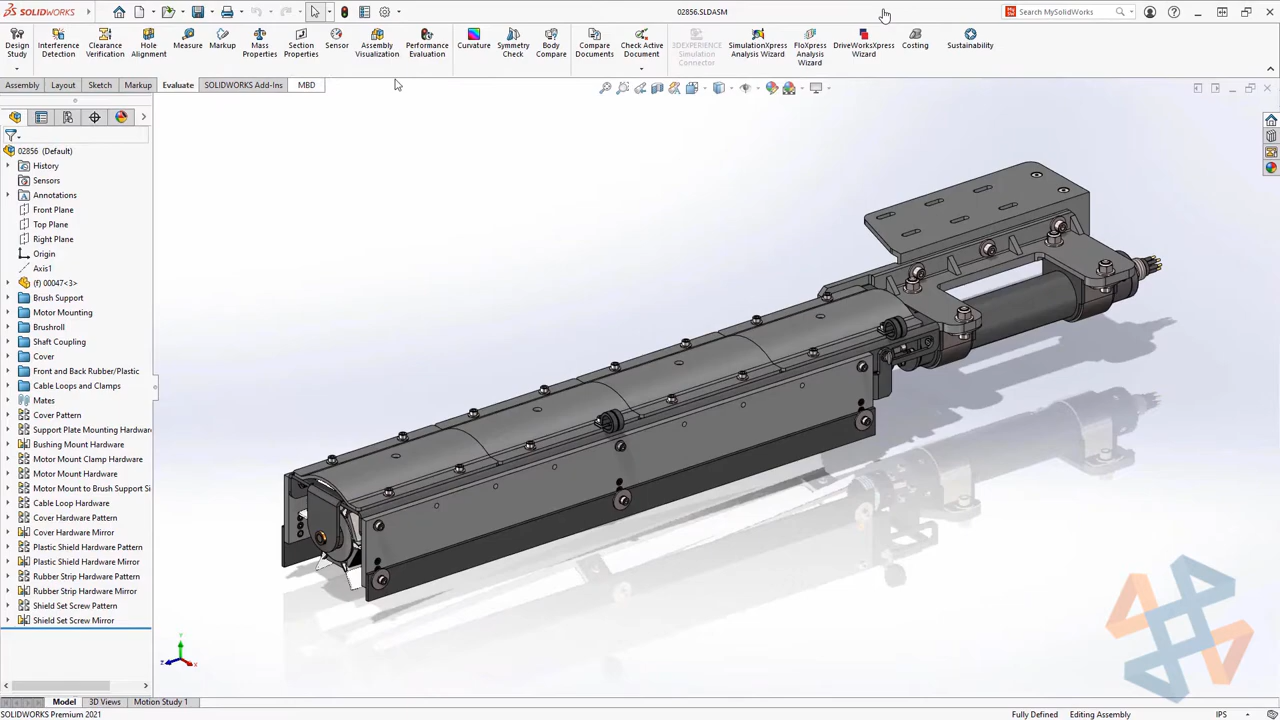 SOLIDWORKS
02856.SLDASM
Search MySolidWorks
Design Study
Interference Detection
Clearance Verification
Hole Alignment
Measure
Markup
Mass Properties
Section Properties
Sensor
Assembly Visualization
Performance Evaluation
Curvature
Symmetry Check
Body Compare
Compare Documents
Check Active Document
3DEXPERIENCE Simulation Connector
SimulationXpress Analysis Wizard
FloXpress Analysis Wizard
DriveWorksXpress Wizard
Costing
Sustainability
Assembly
Layout
Sketch
Markup
Evaluate
SOLIDWORKS Add-Ins
MBD
02856 (Default)
History
Sensors
Annotations
Front Plane
Top Plane
Right Plane
Origin
Axis1
(f) 00047<3>
Brush Support
Motor Mounting
Brushroll
Shaft Coupling
Cover
Front and Back Rubber/Plastic
Cable Loops and Clamps
Mates
Cover Pattern
Support Plate Mounting Hardware
Bushing Mount Hardware
Motor Mount Clamp Hardware
Motor Mount Hardware
Motor Mount to Brush Support Si
Cable Loop Hardware
Cover Hardware Pattern
Cover Hardware Mirror
Plastic Shield Hardware Pattern
Plastic Shield Hardware Mirror
Rubber Strip Hardware Pattern
Rubber Strip Hardware Mirror
Shield Set Screw Pattern
Shield Set Screw Mirror
Y
Z
X
Model
3D Views
Motion Study 1
SOLIDWORKS Premium 2021
Fully Defined
Editing Assembly
IPS